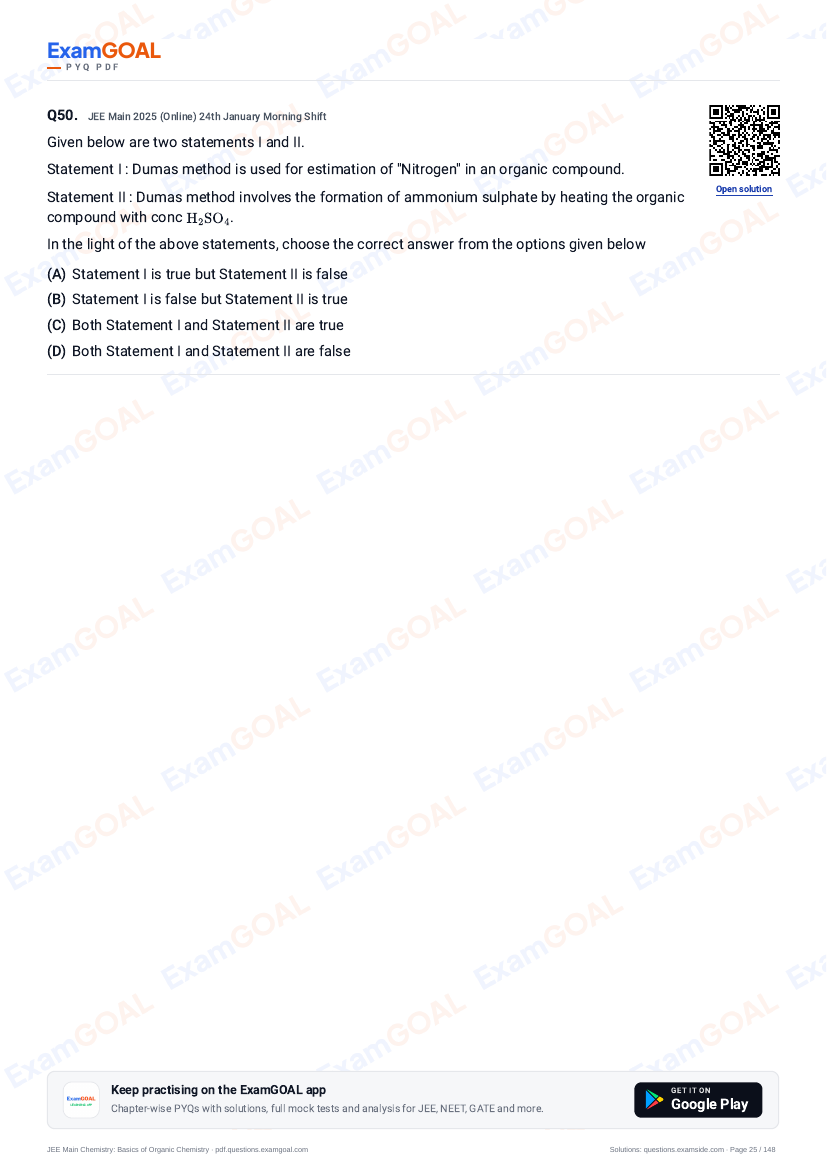 ExamGOAL
PYQ PDF
Q50. JEE Main 2025 (Online) 24th January Morning Shift
Given below are two statements I and II.
Statement I : Dumas method is used for estimation of "Nitrogen" in an organic compound.
Statement II : Dumas method involves the formation of ammonium sulphate by heating the organic
compound with conc H₂SO₄.
In the light of the above statements, choose the correct answer from the options given below
(A) Statement I is true but Statement II is false
(B) Statement I is false but Statement II is true
(C) Both Statement I and Statement II are true
(D) Both Statement I and Statement II are false
Open solution
Keep practising on the ExamGOAL app
Chapter-wise PYQs with solutions, full mock tests and analysis for JEE, NEET, GATE and more.
ExamGOAL
GET IT ON
Google Play
JEE Main Chemistry: Basics of Organic Chemistry · pdf.questions.examgoal.com
Solutions: questions.examside.com · Page 25 / 148